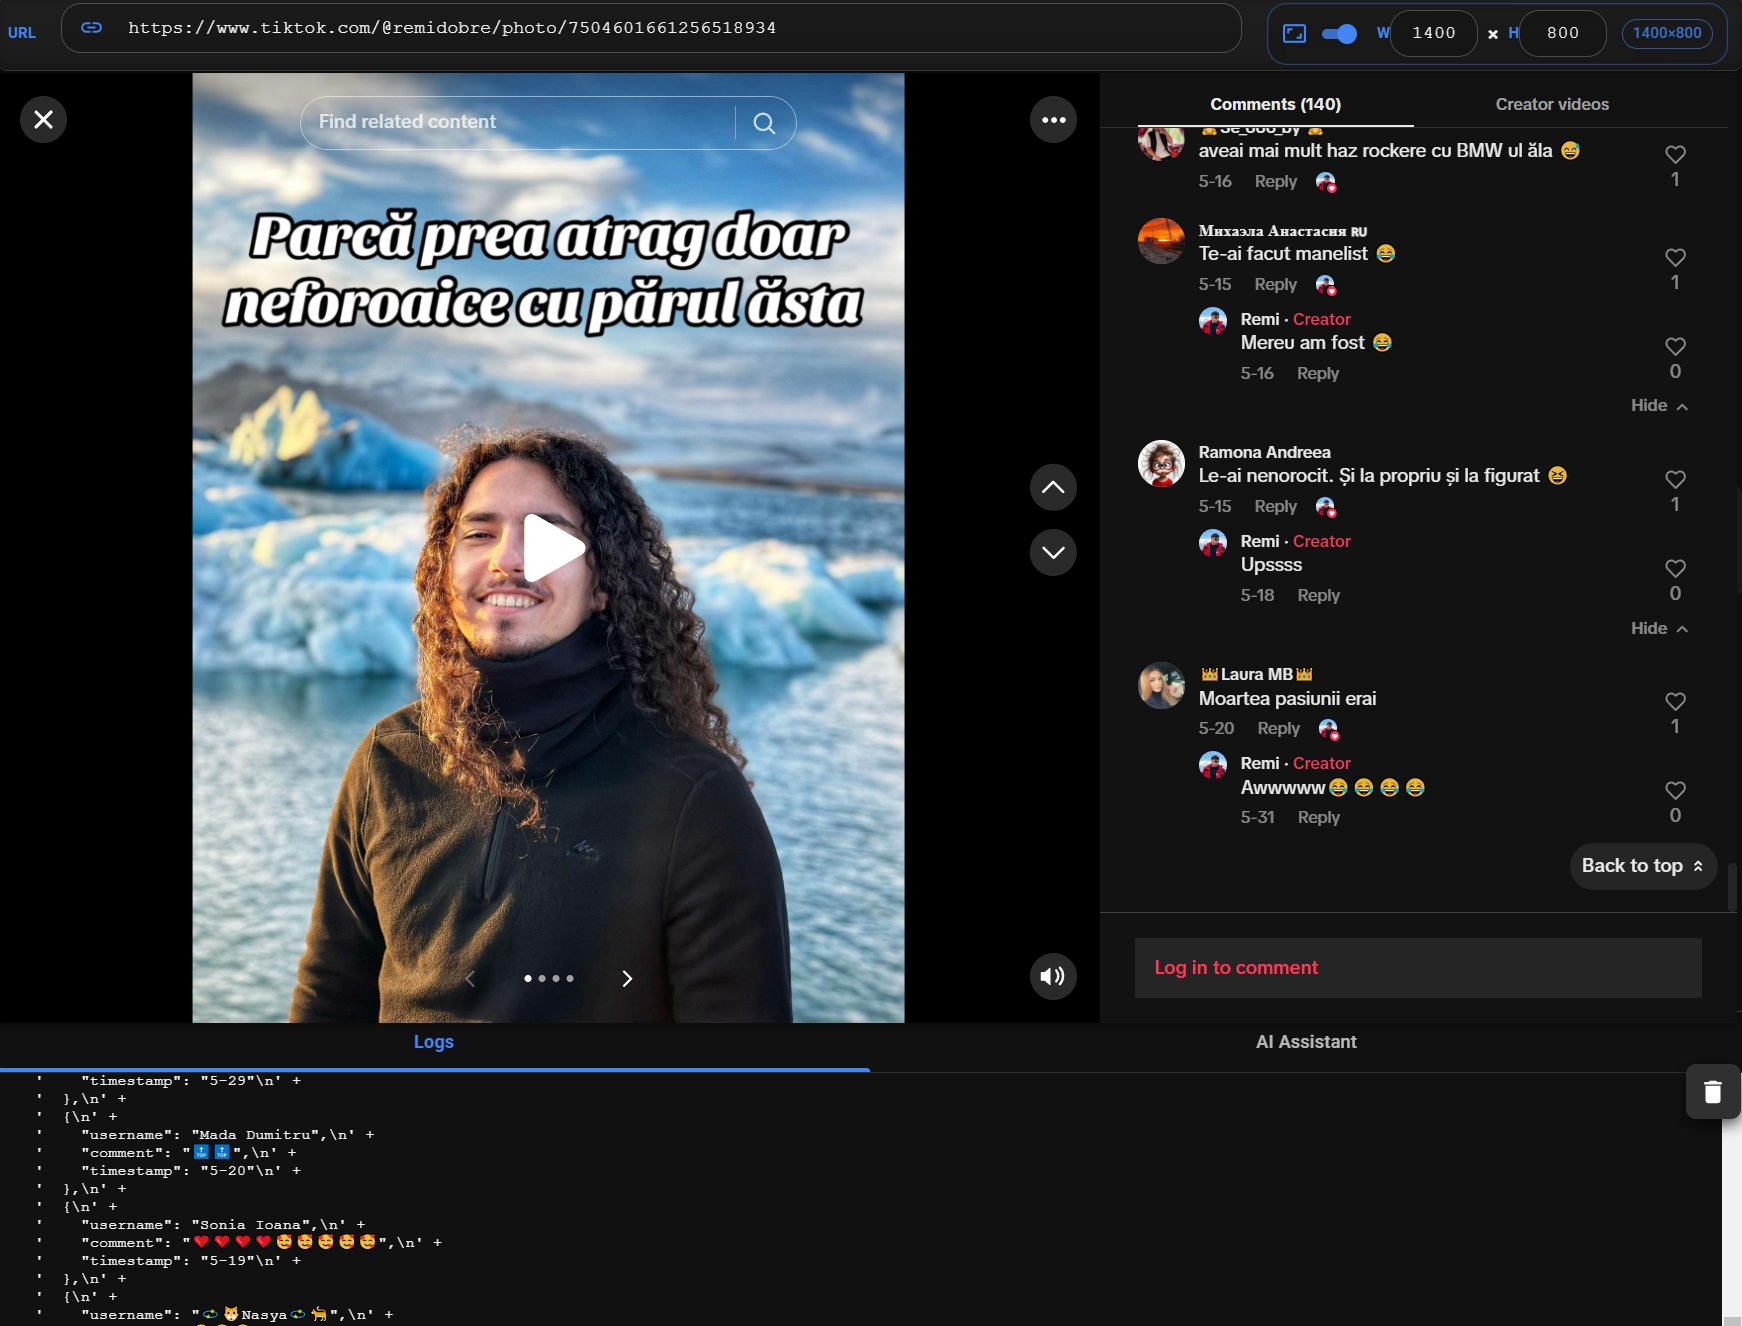 URL
https://www.tiktok.com/@remidobre/photo/7504601661256518934
W 1400 × H 800 1400×800
Find related content
Parcă prea atrag doar
neforoaice cu părul ăsta
Comments (140)
Creator videos
aveai mai mult haz rockere cu BMW ul ăla 😅
5-16 Reply
1
Михаэла Анастасия RU
Te-ai facut manelist 😂
5-15 Reply
1
Remi · Creator
Mereu am fost 😂
5-16 Reply
0
Hide
Ramona Andreea
Le-ai nenorocit. Și la propriu și la figurat 😆
5-15 Reply
1
Remi · Creator
Upssss
5-18 Reply
0
Hide
👑Laura MB👑
Moartea pasiunii erai
5-20 Reply
1
Remi · Creator
Awwwww😂😂😂😂
5-31 Reply
0
Back to top
Log in to comment
Logs
AI Assistant
' "timestamp": "5-29"\n' +
' },\n' +
' {\n' +
' "username": "Mada Dumitru",\n' +
' "comment": "🔝🔝",\n' +
' "timestamp": "5-20"\n' +
' },\n' +
' {\n' +
' "username": "Sonia Ioana",\n' +
' "comment": "❤️❤️❤️❤️🥰🥰🥰🥰🥰",\n' +
' "timestamp": "5-19"\n' +
' },\n' +
' {\n' +
' "username": "💫🐯Nasya💫🐆",\n' +